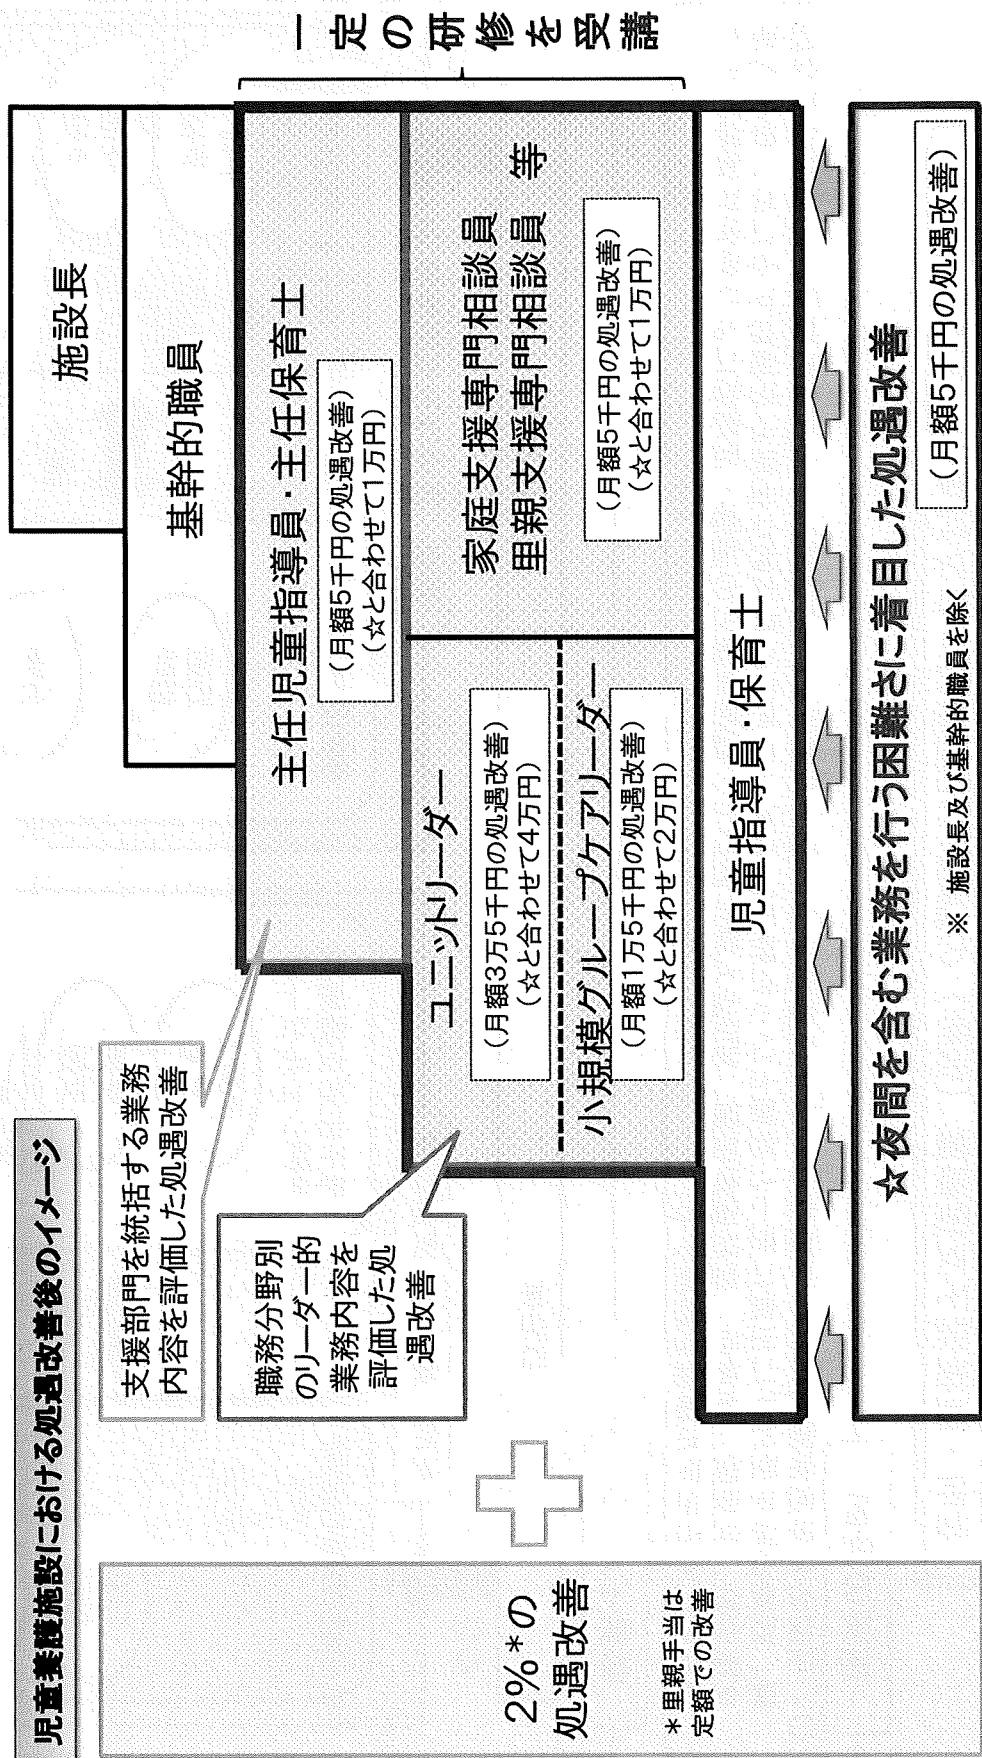 児童養護施設における処遇改善後のイメージ
2%*の
処遇改善
*里親手当は
定額での改善
支援部門を統括する業務
内容を評価した処遇改善
職務分野別
のリーダー的
業務内容を
評価した処
遇改善
施設長
基幹的職員
主任児童指導員・主任保育士
(月額5千円の処遇改善)
(☆と合わせて1万円)
ユニットリーダー
(月額3万5千円の処遇改善)
(☆と合わせて4万円)
小規模グループケアリーダー
(月額1万5千円の処遇改善)
(☆と合わせて2万円)
家庭支援専門相談員
里親支援専門相談員 等
(月額5千円の処遇改善)
(☆と合わせて1万円)
児童指導員・保育士
☆夜間を含む業務を行う困難さに着目した処遇改善
(月額5千円の処遇改善)
※ 施設長及び基幹的職員を除く
一定の研修を受講